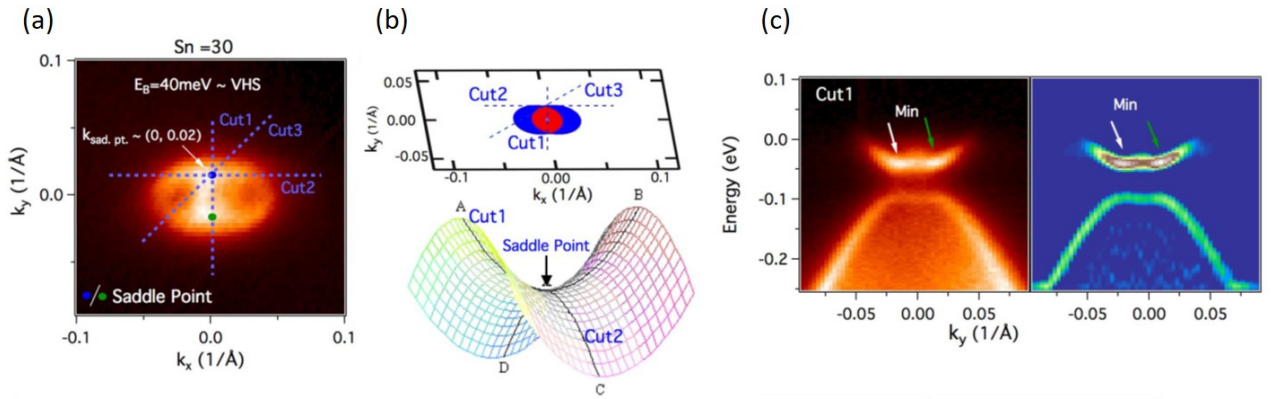 (a)
Sn =30
E_B=40meV ~ VHS
k_sad. pt. ~ (0, 0.02)
Cut1
Cut3
Cut2
●/● Saddle Point
0.1
0.0
k_y (1/Å)
-0.1
0.0
0.1
k_x (1/Å)
(b)
0.05
0.00
-0.05
k_y (1/Å)
Cut2
Cut3
Cut1
-0.1
0.0
0.1
k_x (1/Å)
A
Cut1
B
Saddle Point
Cut2
D
C
(c)
0.1
0.0
-0.1
-0.2
Energy (eV)
Cut1
Min
Min
-0.05
0.00
0.05
-0.05
0.00
0.05
k_y (1/Å)